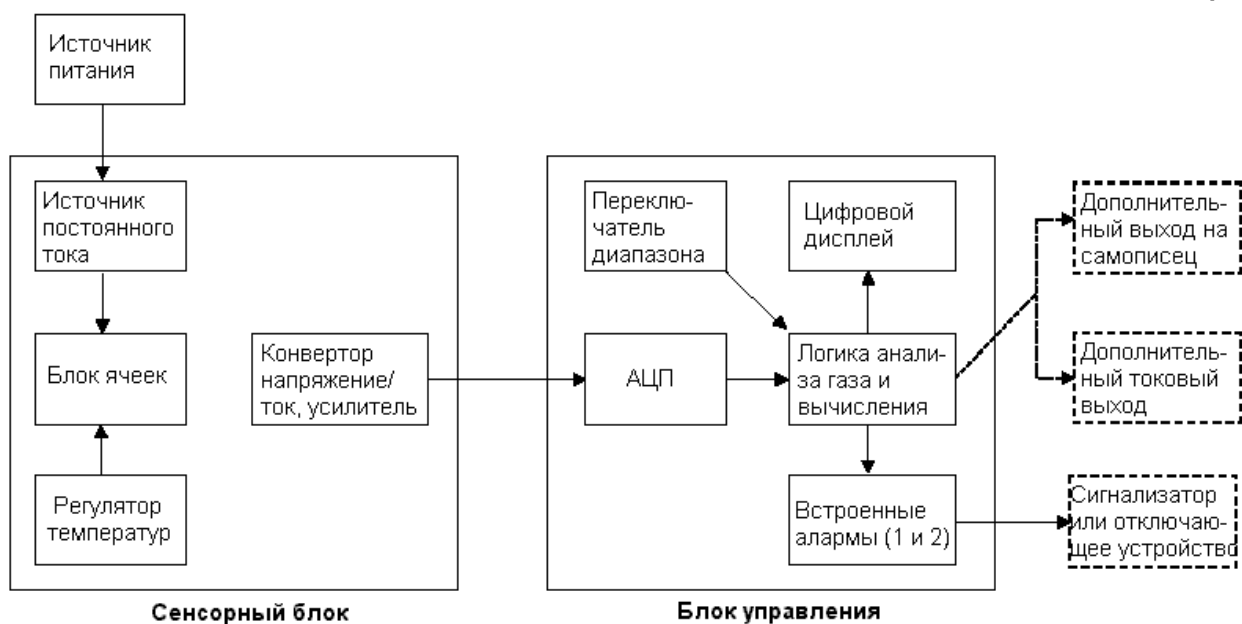 Источник
питания
Источник
постоянного
тока
Блок ячеек
Регулятор
температур
Конвертор
напряжение/
ток, усилитель
Сенсорный блок
Переклю-
чатель
диапазона
Цифровой
дисплей
АЦП
Логика анали-
за газа и
вычисления
Встроенные
алармы (1 и 2)
Блок управления
Дополнитель-
ный выход на
самописец
Дополнитель-
ный токовый
выход
Сигнализатор
или отключаю-
щее устройство